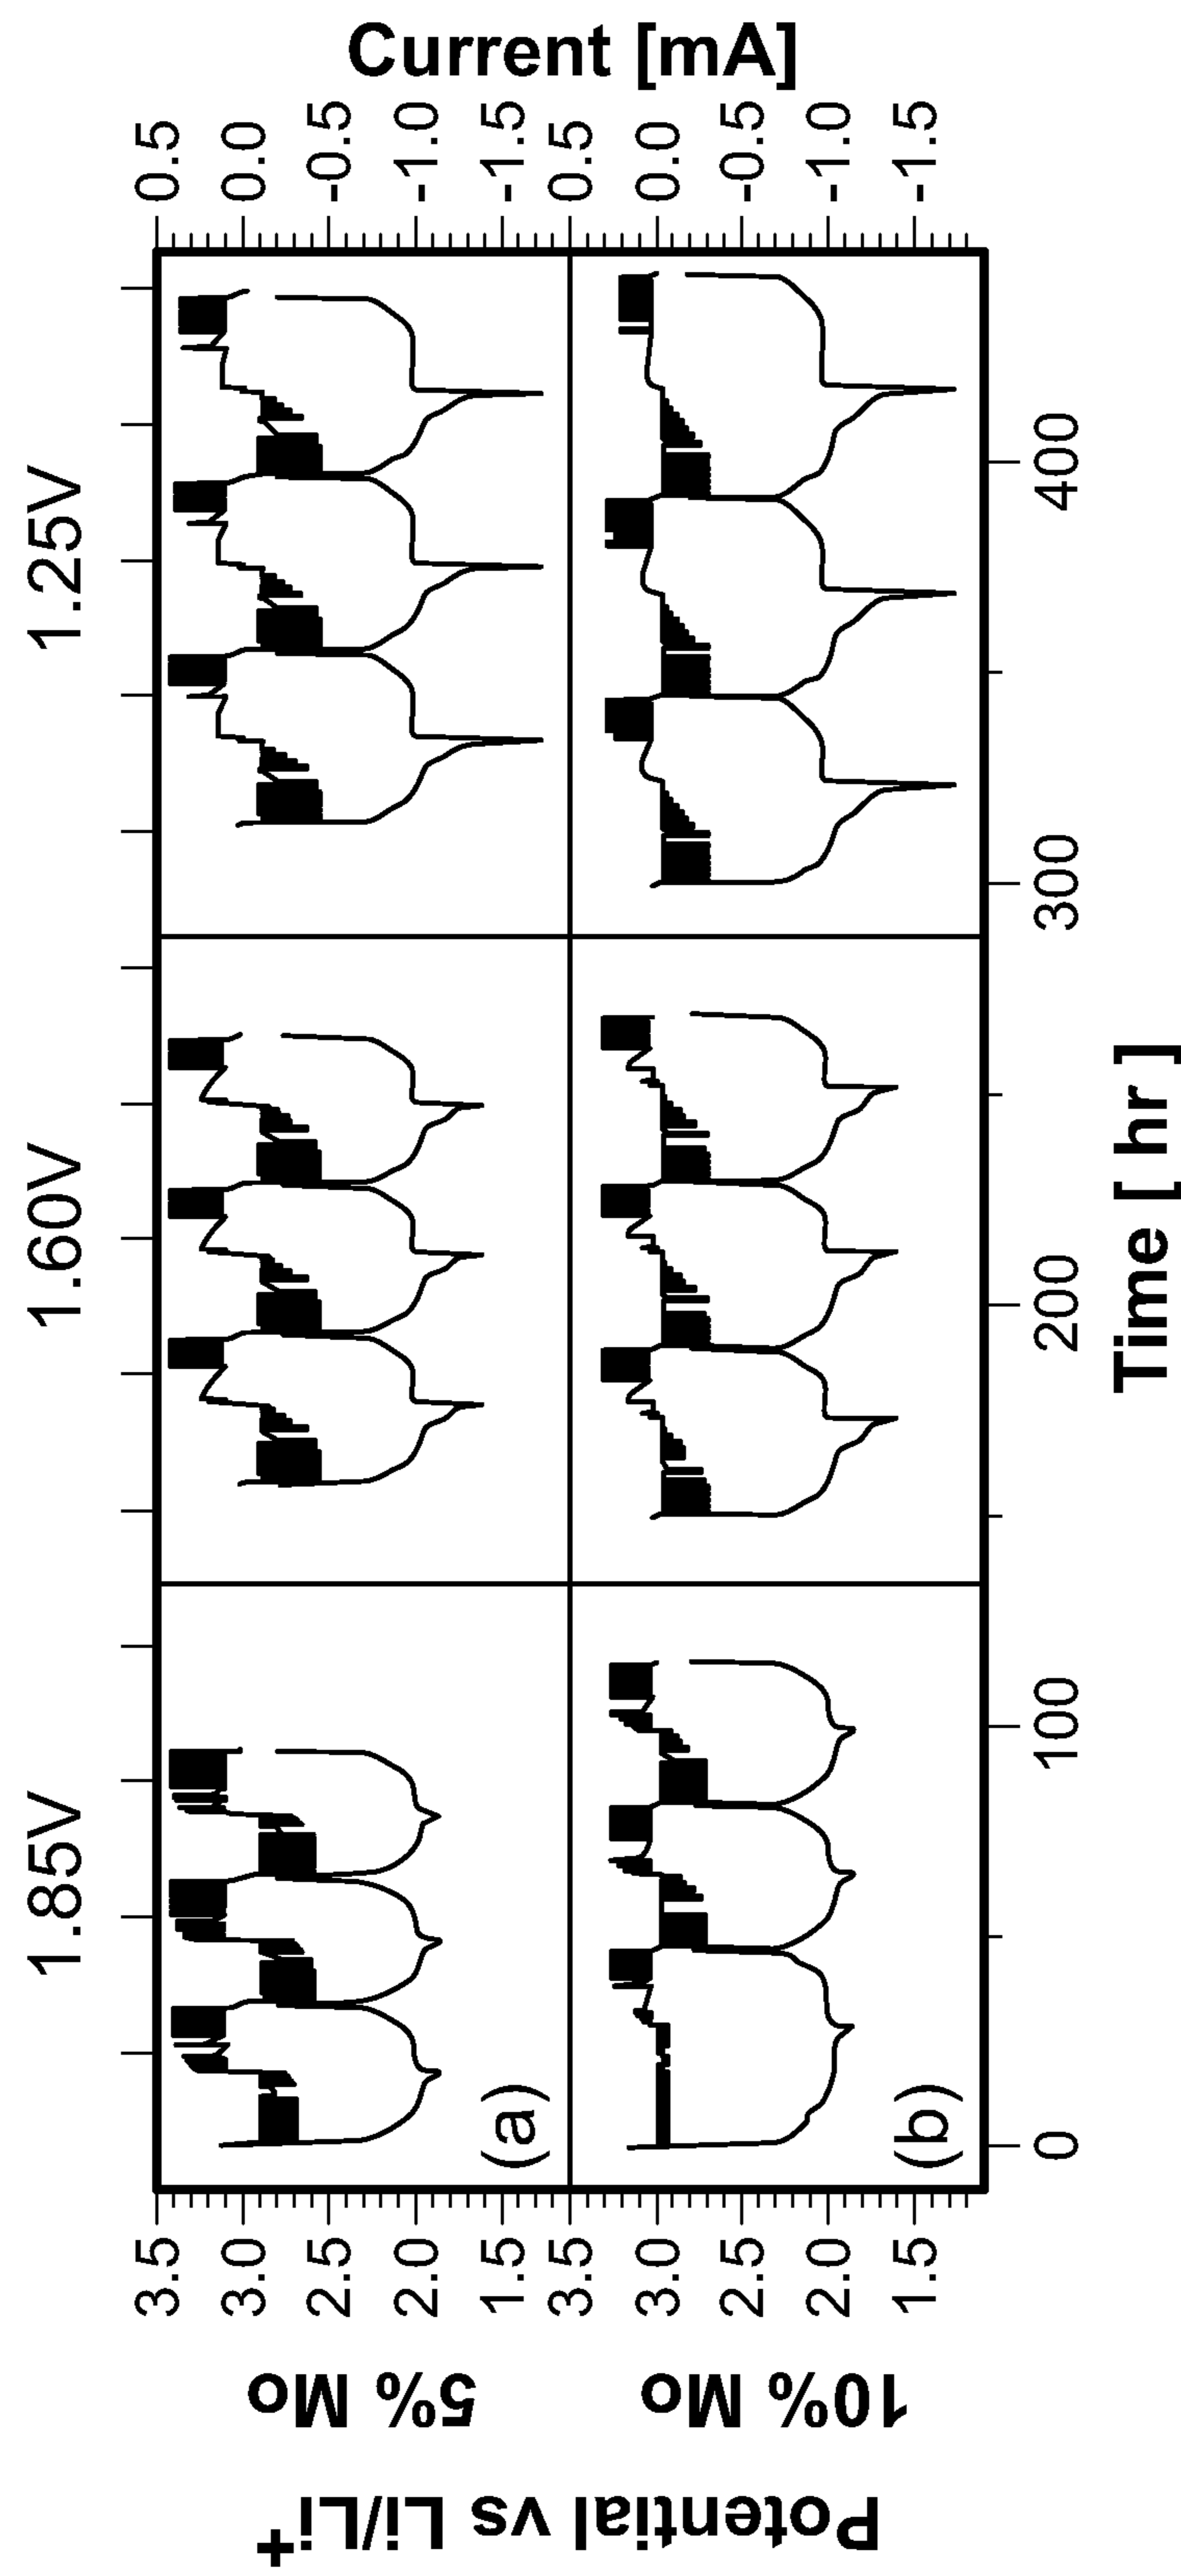 1.85V 1.60V 1.25V
Potential vs Li/Li+
5% Mo
10% Mo
3.5
3.0
2.5
2.0
1.5
3.5
3.0
2.5
2.0
1.5
(a)
(b)
0.5
0.0
-0.5
-1.0
-1.5
0.5
0.0
-0.5
-1.0
-1.5
Current [mA]
0 100 200 300 400
Time [ hr ]